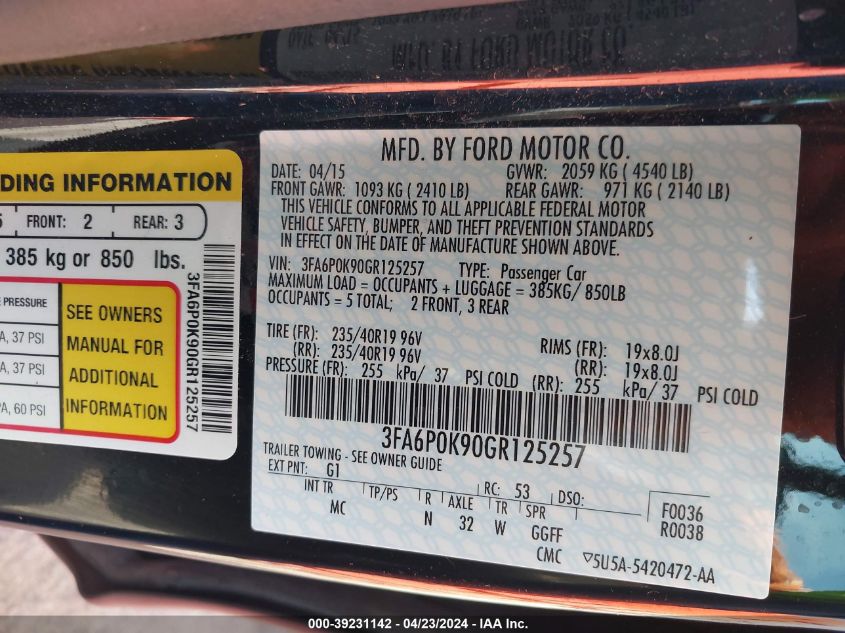 MFD. BY FORD MOTOR CO.
DATE: 04/15 GVWR: 2059 KG ( 4540 LB)
FRONT GAWR: 1093 KG ( 2410 LB) REAR GAWR: 971 KG ( 2140 LB)
THIS VEHICLE CONFORMS TO ALL APPLICABLE FEDERAL MOTOR
VEHICLE SAFETY, BUMPER, AND THEFT PREVENTION STANDARDS
IN EFFECT ON THE DATE OF MANUFACTURE SHOWN ABOVE.
VIN: 3FA6P0K90GR125257 TYPE: Passenger Car
MAXIMUM LOAD = OCCUPANTS + LUGGAGE = 385KG/ 850LB
OCCUPANTS = 5 TOTAL; 2 FRONT, 3 REAR
TIRE (FR): 235/40R19 96V RIMS (FR): 19x8.0J
(RR): 235/40R19 96V (RR): 19x8.0J
PRESSURE (FR): 255 kPa/ 37 PSI COLD (RR): 255 kPa/ 37 PSI COLD
3FA6P0K90GR125257
TRAILER TOWING - SEE OWNER GUIDE
EXT PNT: G1 RC: 53 DSO:
INT TR TP/PS R AXLE TR SPR F0036
MC N 32 W GGFF R0038
CMC ▽5U5A-5420472-AA
DING INFORMATION
5 FRONT: 2 REAR: 3
385 kg or 850 lbs.
PRESSURE
A, 37 PSI
A, 37 PSI
PA, 60 PSI
SEE OWNERS
MANUAL FOR
ADDITIONAL
INFORMATION
3FA6P0K90GR125257
000-39231142 - 04/23/2024 - IAA Inc.